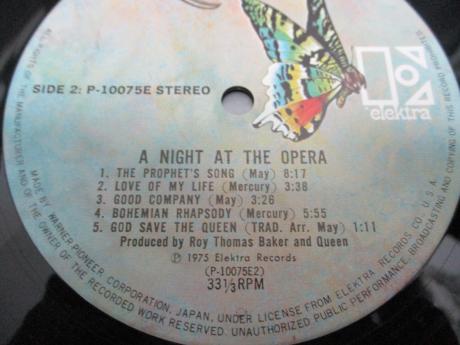 SIDE 2: P-10075E STEREO
elektra
A NIGHT AT THE OPERA
1. THE PROPHET'S SONG (May) 8:17
2. LOVE OF MY LIFE (Mercury) 3:38
3. GOOD COMPANY (May) 3:26
4. BOHEMIAN RHAPSODY (Mercury) 5:55
5. GOD SAVE THE QUEEN (TRAD. Arr. May) 1:11
Produced by Roy Thomas Baker and Queen
℗ 1975 Elektra Records
(P-10075E2)
33⅓RPM
MADE BY WARNER PIONEER CORPORATION, JAPAN, UNDER LICENSE FROM ELEKTRA RECORDS CO., U.S.A.
ALL RIGHTS OF THE MANUFACTURER AND OF THE OWNER OF THE RECORDED WORK RESERVED. UNAUTHORIZED PUBLIC PERFORMANCE, BROADCASTING AND COPYING OF THIS RECORD PROHIBITED